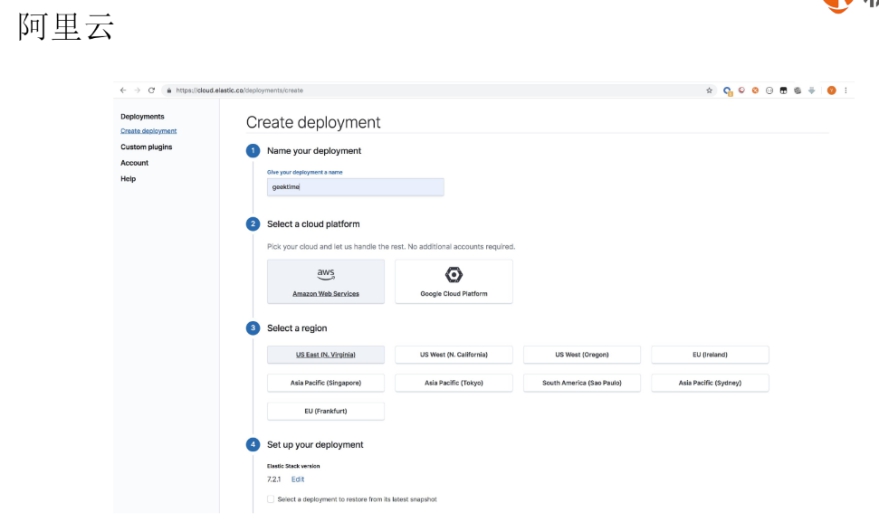 阿里云
https://cloud.elastic.co/deployments/create
Deployments
Create deployment
Custom plugins
Account
Help
Create deployment
1 Name your deployment
Give your deployment a name
geektime
2 Select a cloud platform
Pick your cloud and let us handle the rest. No additional accounts required.
aws
Amazon Web Services
Google Cloud Platform
3 Select a region
US East (N. Virginia) US West (N. California) US West (Oregon) EU (Ireland)
Asia Pacific (Singapore) Asia Pacific (Tokyo) South America (Sao Paulo) Asia Pacific (Sydney)
EU (Frankfurt)
4 Set up your deployment
Elastic Stack version
7.2.1 Edit
Select a deployment to restore from its latest snapshot